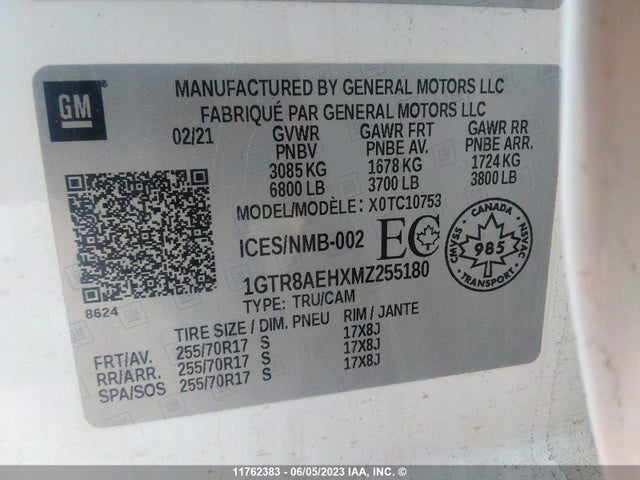 GM
MANUFACTURED BY GENERAL MOTORS LLC
FABRIQUÉ PAR GENERAL MOTORS LLC
02/21 GVWR GAWR FRT GAWR RR
PNBV PNBE AV. PNBE ARR.
3085 KG 1678 KG 1724 KG
6800 LB 3700 LB 3800 LB
MODEL/MODÈLE: X0TC10753
ICES/NMB-002 EC
CANADA CMVSS 985 NSVAC
1GTR8AEHXMZ255180
8624 TYPE: TRU/CAM
TIRE SIZE / DIM. PNEU RIM / JANTE
FRT/AV. 255/70R17 S 17X8J
RR/ARR. 255/70R17 S 17X8J
SPA/SOS 255/70R17 S 17X8J
11762383 - 06/05/2023 IAA, Inc. ©